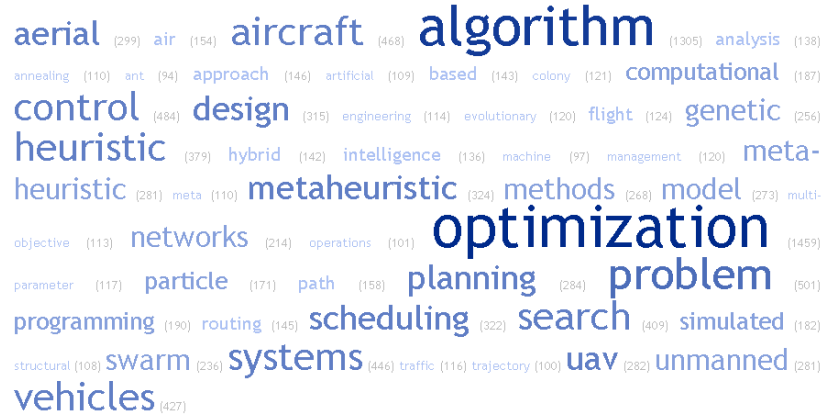 aerial (299) air (154) aircraft (468) algorithm (1305) analysis (138)
annealing (110) ant (94) approach (146) artificial (109) based (143) colony (121) computational (187)
control (484) design (315) engineering (114) evolutionary (120) flight (124) genetic (256)
heuristic (379) hybrid (142) intelligence (136) machine (97) management (120) meta-
heuristic (281) meta (110) metaheuristic (324) methods (268) model (273) multi-
objective (113) networks (214) operations (101) optimization (1459)
parameter (117) particle (171) path (158) planning (284) problem (501)
programming (190) routing (145) scheduling (322) search (409) simulated (182)
structural (108) swarm (236) systems (446) traffic (116) trajectory (100) uav (282) unmanned (281)
vehicles (427)